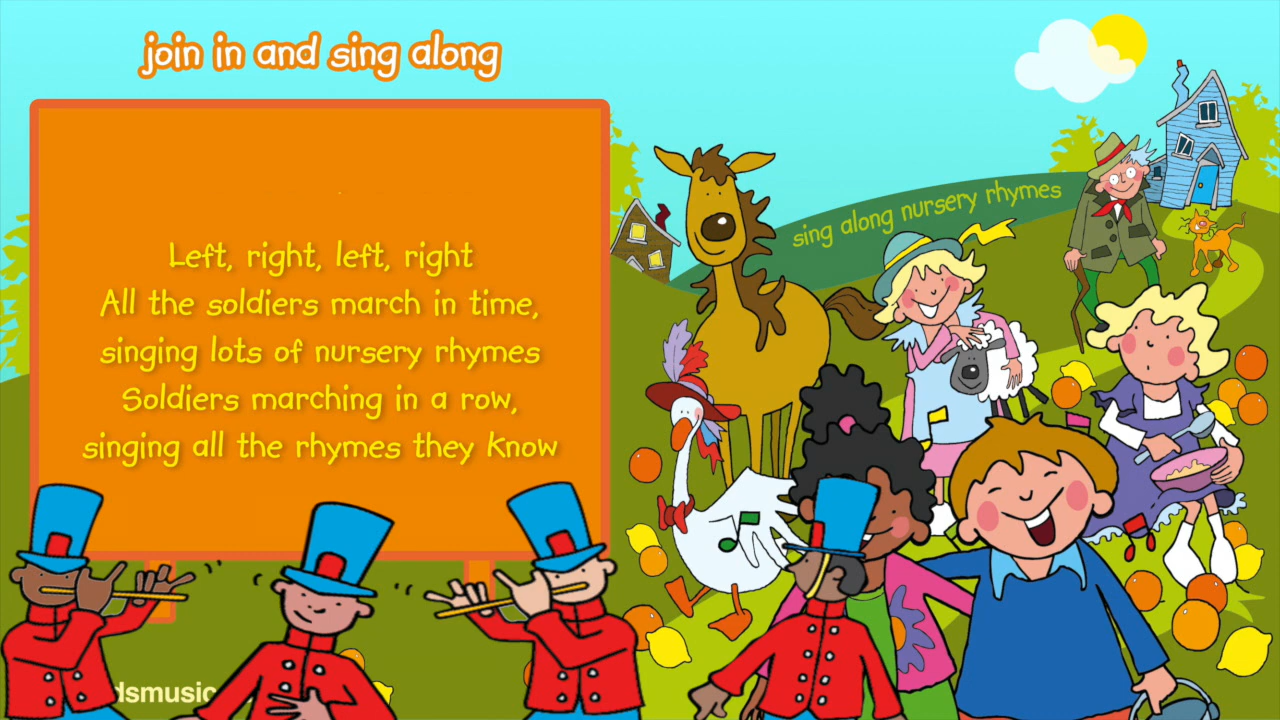 join in and sing along
sing along nursery rhymes
Left, right, left, right
All the soldiers march in time,
singing lots of nursery rhymes
Soldiers marching in a row,
singing all the rhymes they know